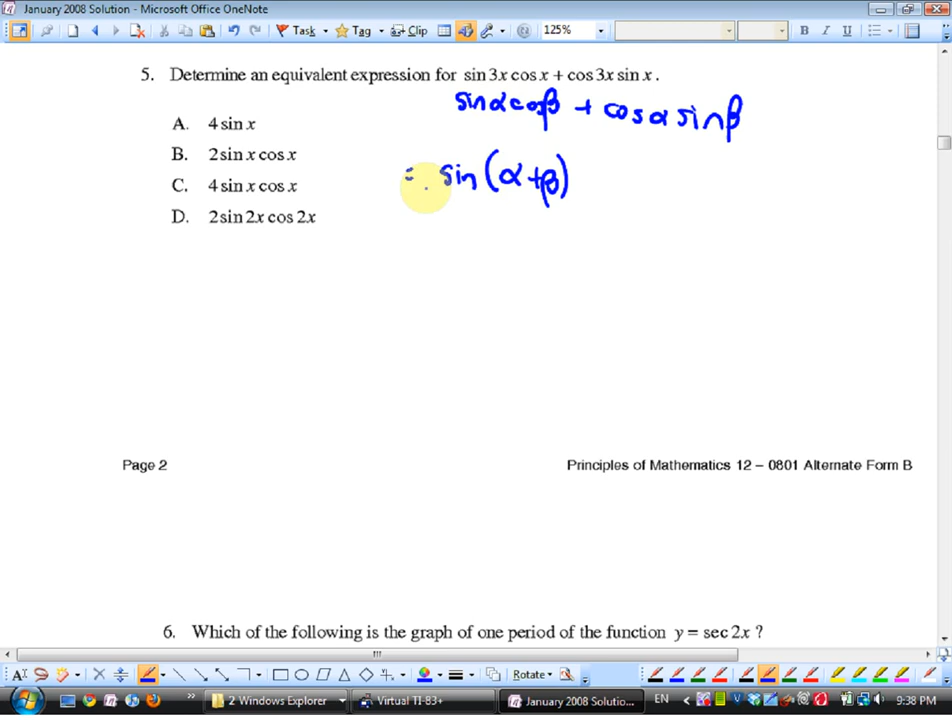 January 2008 Solution - Microsoft Office OneNote
Task Tag Clip 125% B I U
5. Determine an equivalent expression for sin 3x cos x + cos 3x sin x .
sinα cosβ + cosα sinβ
A. 4 sin x
B. 2 sin x cos x
= sin(α+β)
C. 4 sin x cos x
D. 2 sin 2x cos 2x
Page 2
Principles of Mathematics 12 – 0801 Alternate Form B
6. Which of the following is the graph of one period of the function y = sec 2x ?
Rotate
2 Windows Explorer Virtual TI-83+ January 2008 Solutio... EN 9:38 PM